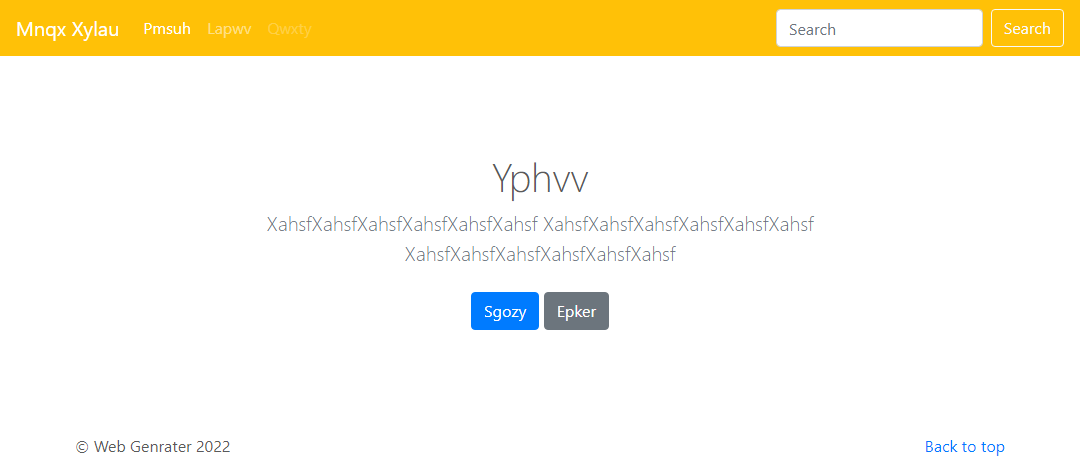 Mnqx Xylau Pmsuh Lapwv Qwxty Search Search
Yphvv
XahsfXahsfXahsfXahsfXahsfXahsf XahsfXahsfXahsfXahsfXahsfXahsf
XahsfXahsfXahsfXahsfXahsfXahsf
Sgozy Epker
© Web Genrater 2022 Back to top